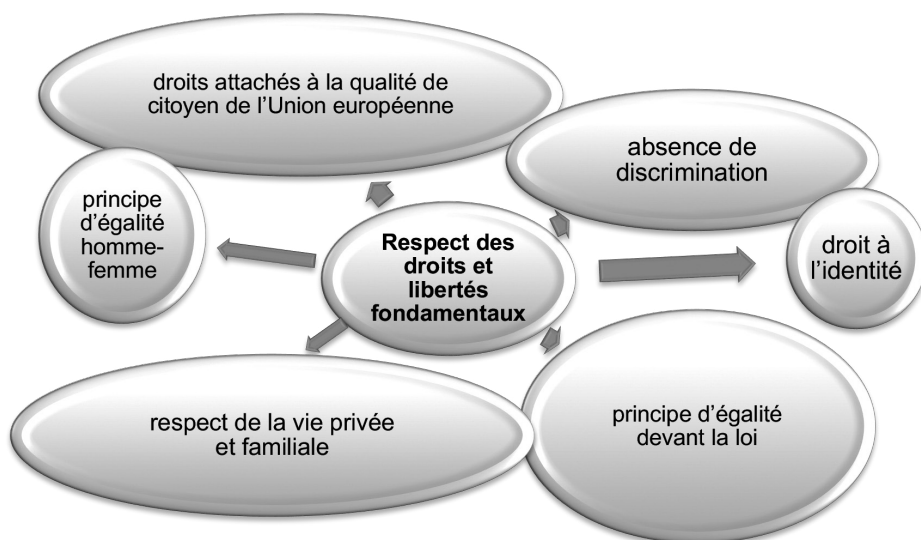 droits attachés à la qualité de
citoyen de l'Union européenne
absence de
discrimination
principe
d'égalité
homme-
femme
Respect des
droits et
libertés
fondamentaux
droit à
l'identité
respect de la vie privée
et familiale
principe d'égalité
devant la loi